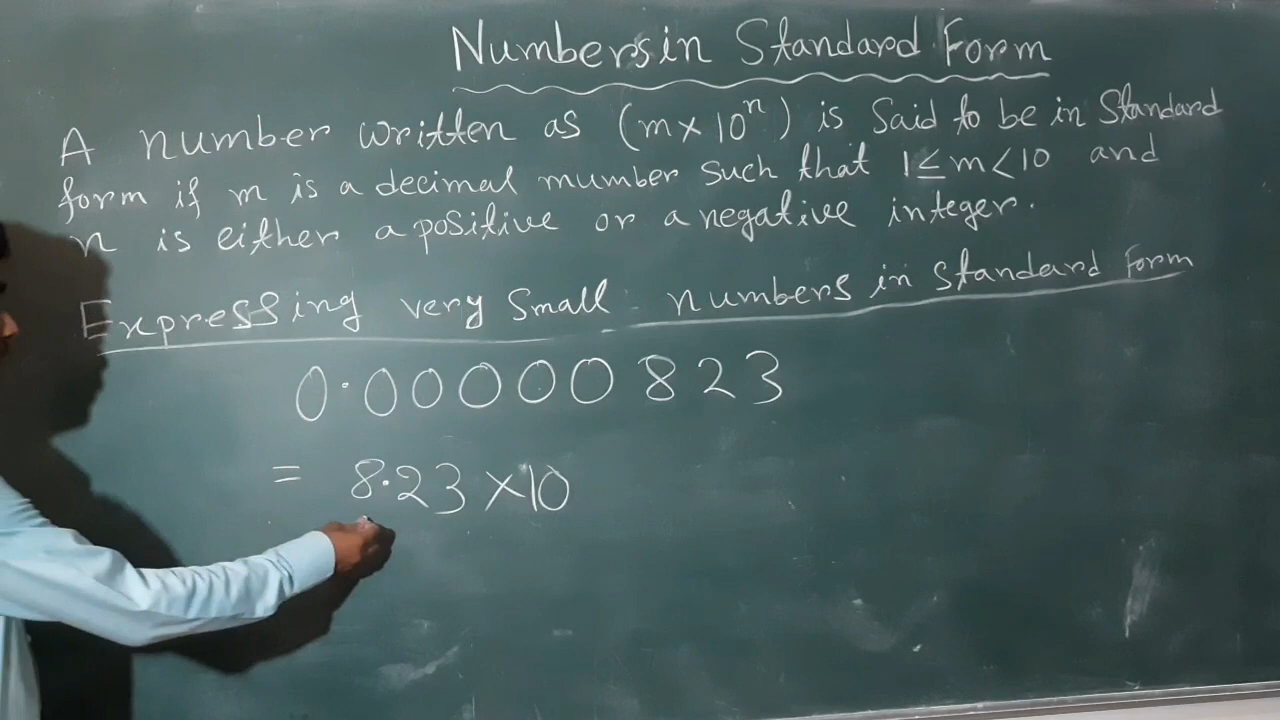 Numbers in Standard Form
A number written as (m×10ⁿ) is Said to be in Standard
form if m is a decimal mumber such that 1≤m<10 and
n is either a positive or a negative integer.
Expressing very Small numbers in standard Form
0.00000823
= 8.23×10